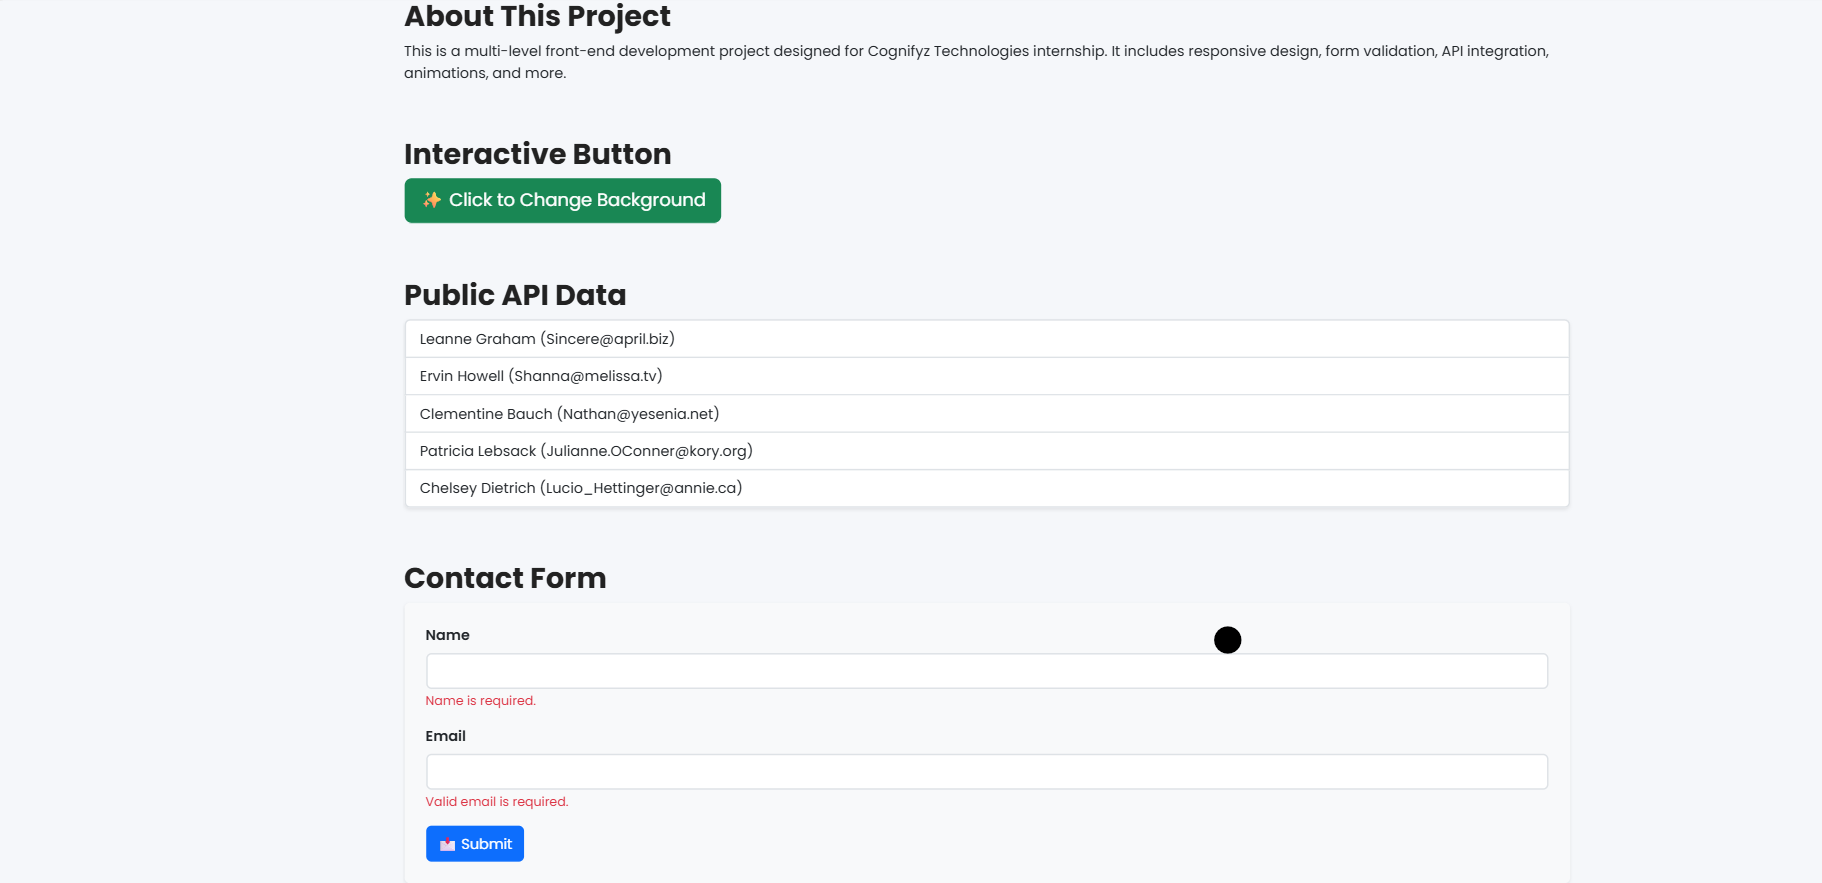 About This Project
This is a multi-level front-end development project designed for Cognifyz Technologies internship. It includes responsive design, form validation, API integration,
animations, and more.
Interactive Button
✨ Click to Change Background
Public API Data
Leanne Graham (Sincere@april.biz)
Ervin Howell (Shanna@melissa.tv)
Clementine Bauch (Nathan@yesenia.net)
Patricia Lebsack (Julianne.OConner@kory.org)
Chelsey Dietrich (Lucio_Hettinger@annie.ca)
Contact Form
Name
Name is required.
Email
Valid email is required.
📩 Submit